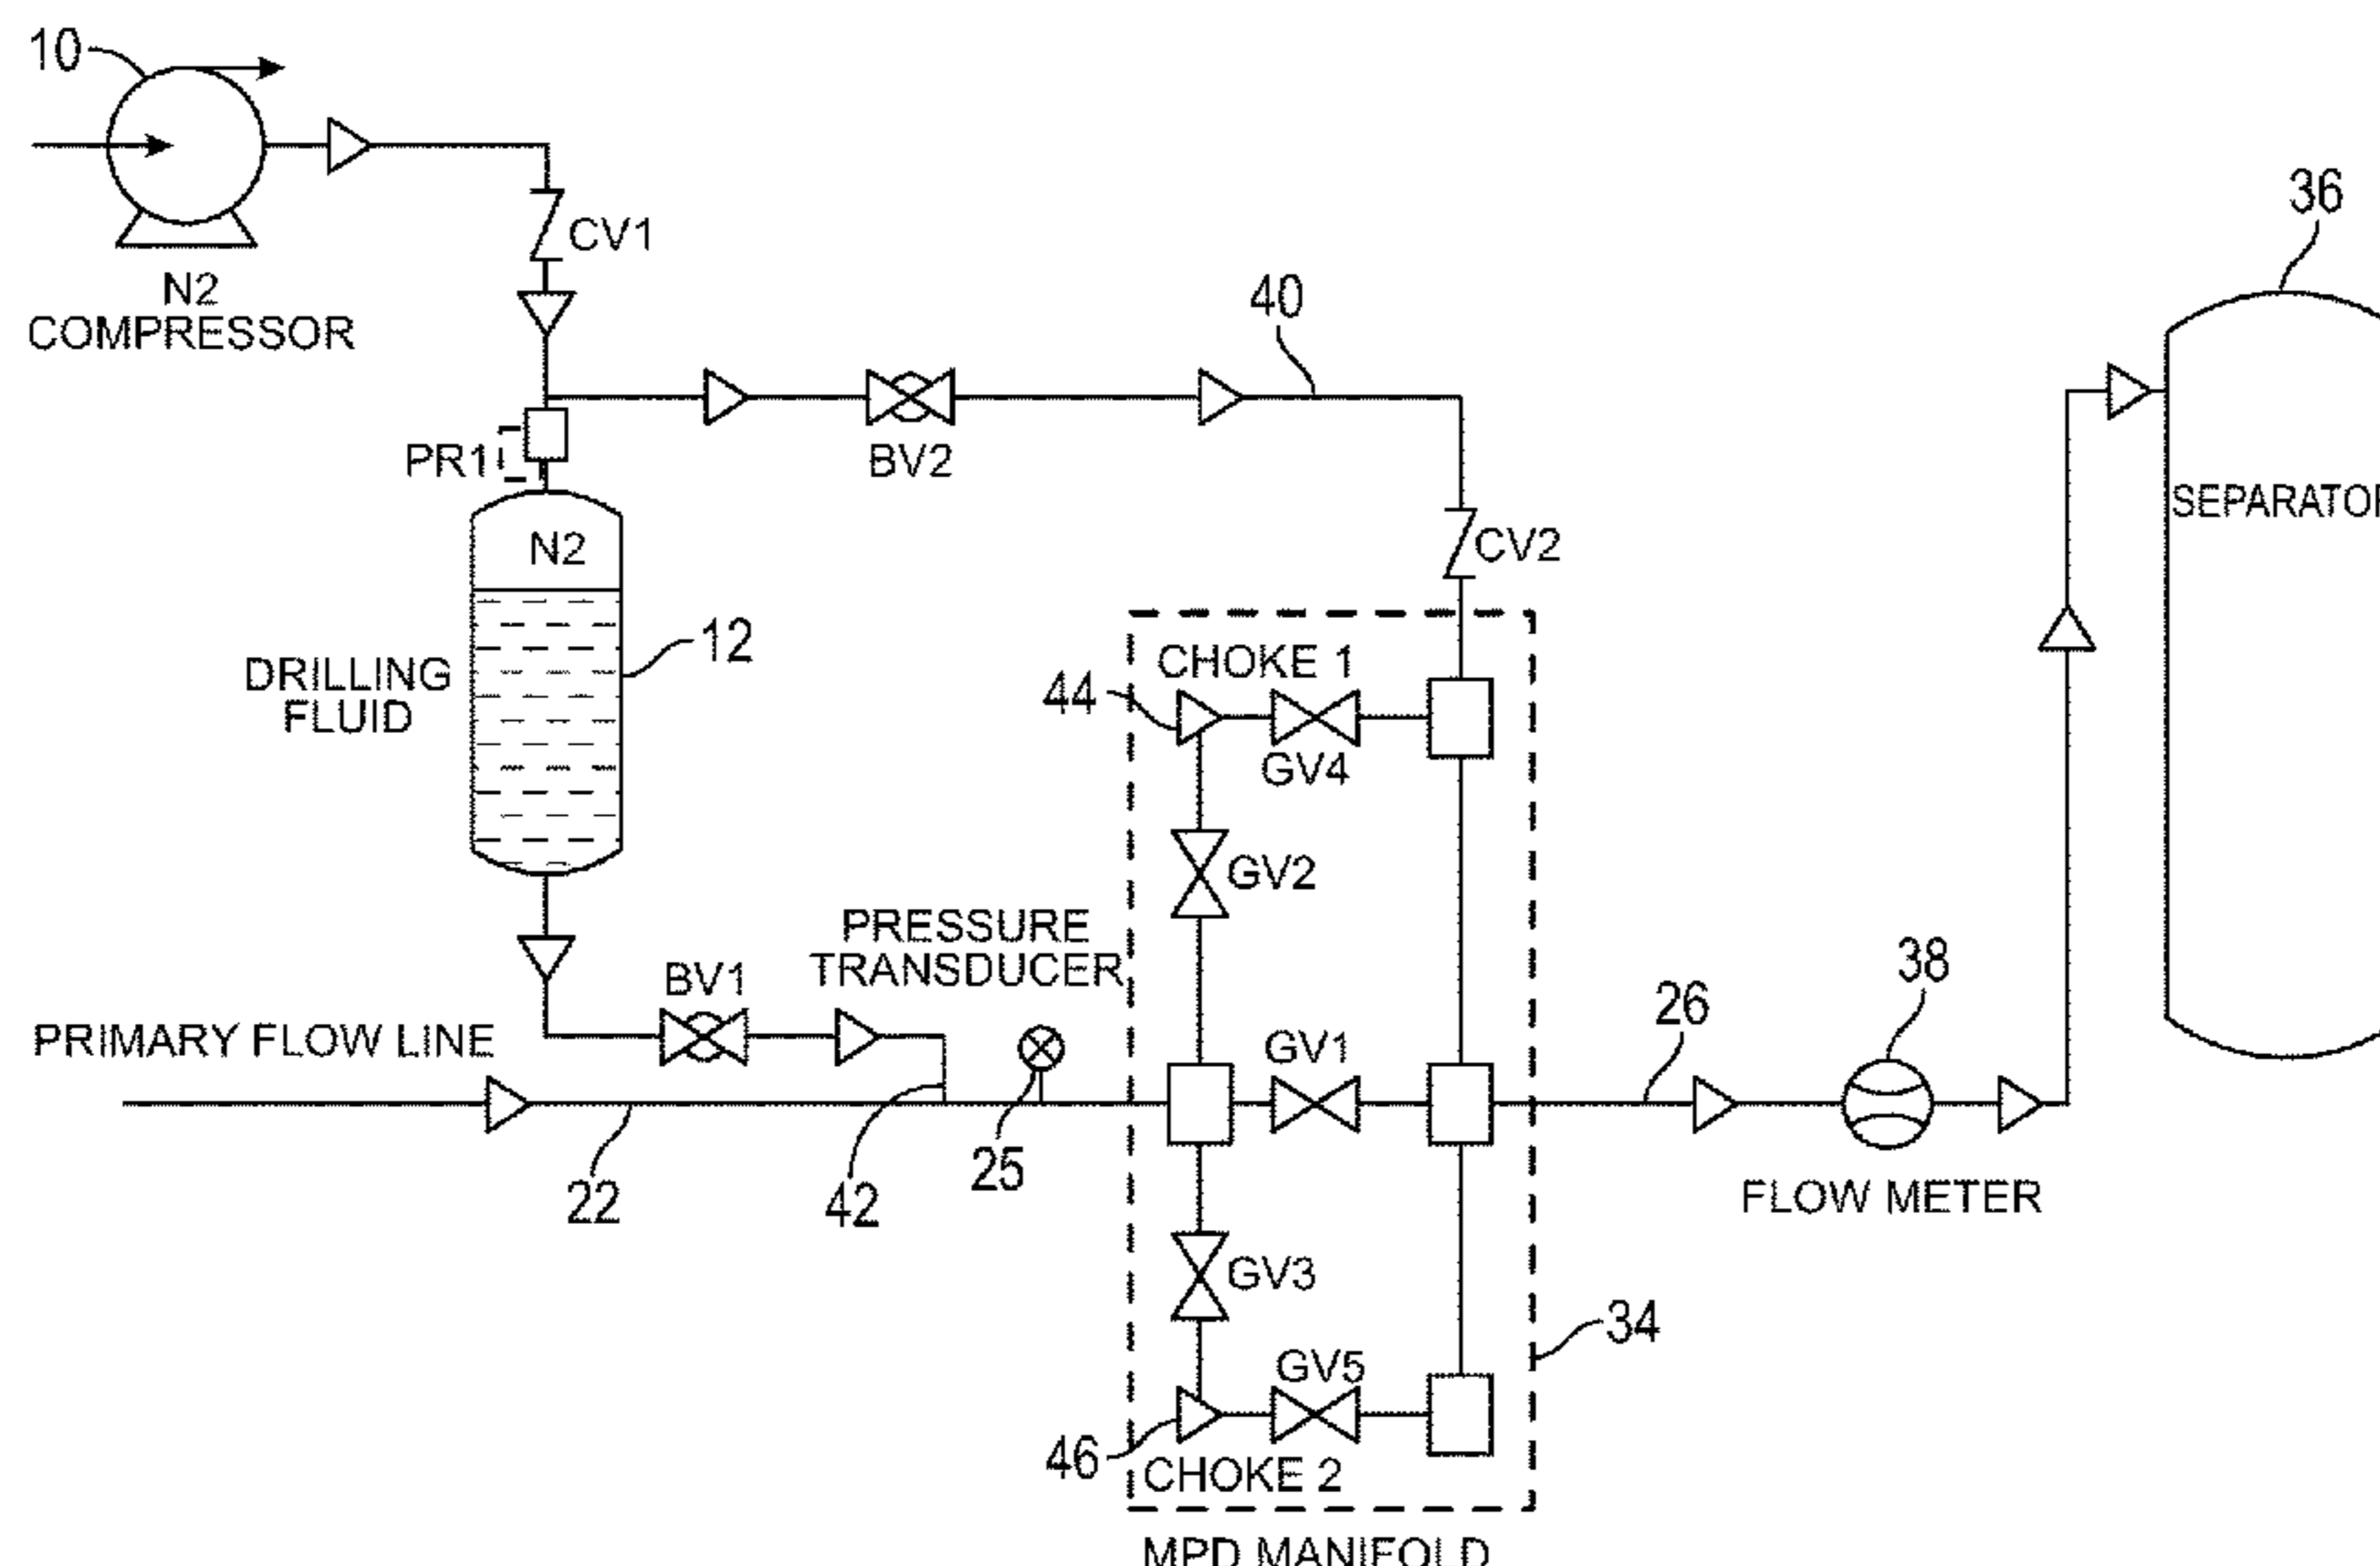 10
N2
COMPRESSOR
CV1
36
40
PR1
BV2
SEPARATOR
N2
CV2
12
DRILLING
FLUID
CHOKE 1
44
GV4
GV2
PRESSURE
TRANSDUCER
BV1
38
26
PRIMARY FLOW LINE
GV1
25
22
42
FLOW METER
GV3
34
GV5
46
CHOKE 2
MPD MANIFOLD